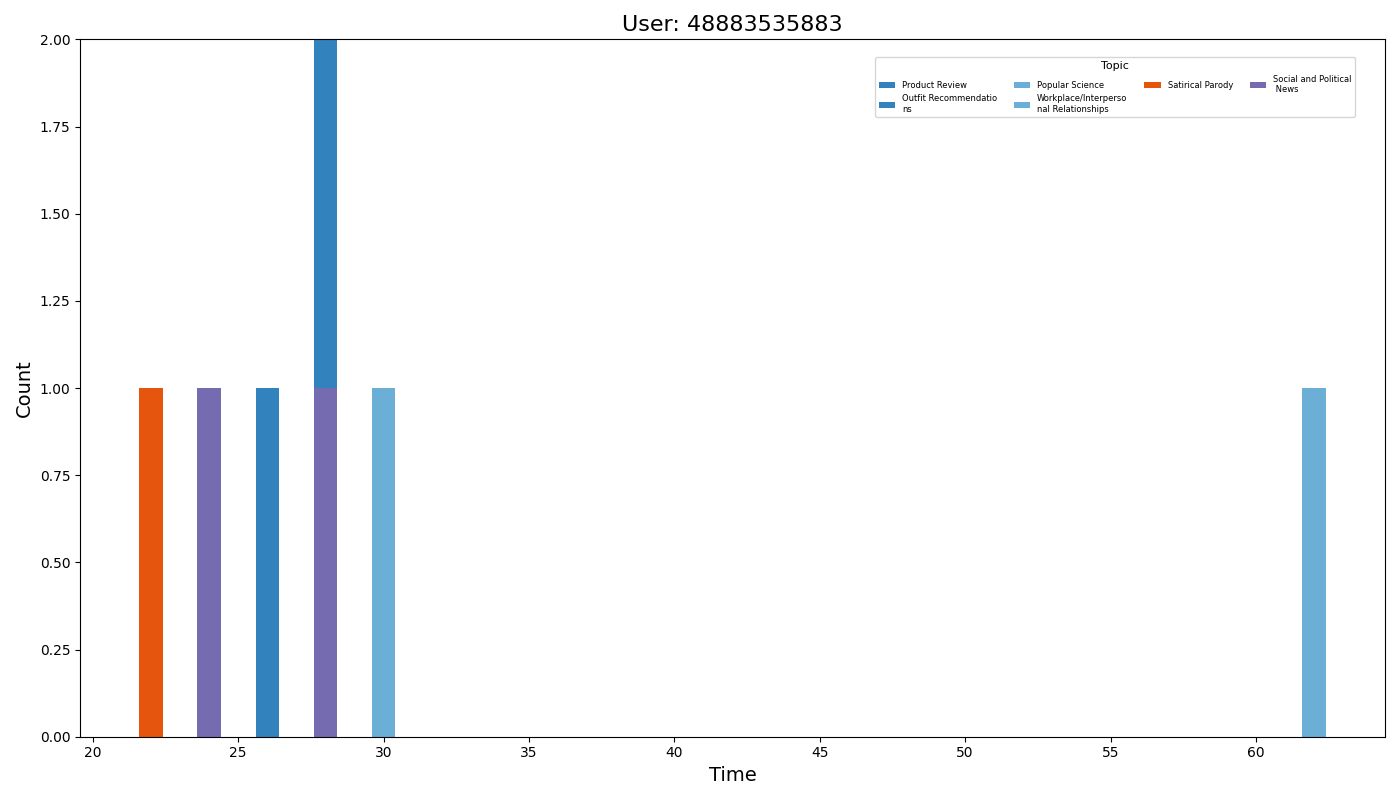 User: 48883535883
2.00
1.75
1.50
1.25
1.00
0.75
0.50
0.25
0.00
Count
Topic
Product Review
Outfit Recommendatio
ns
Popular Science
Workplace/Interperso
nal Relationships
Satirical Parody
Social and Political
News
20 25 30 35 40 45 50 55 60
Time